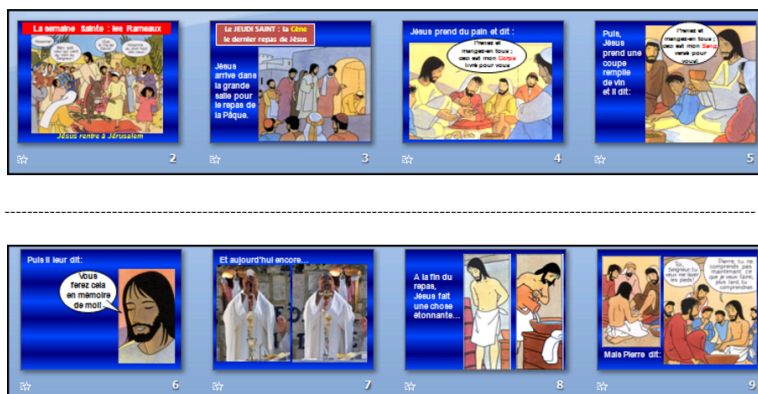 La semaine Sainte : les Rameaux
Jésus rentre à Jérusalem
2
Le JEUDI SAINT : la Cène
le dernier repas de Jésus
Jésus
arrive dans
la grande
salle pour
le repas de
la Pâque.
3
Jésus prend du pain et dit :
Prenez et
mangez-en tous ;
ceci est mon Corps
livré pour vous
4
Puis,
Jésus
prend une
coupe
remplie
de vin
et il dit:
Prenez et
mangez-en tous ;
ceci est mon Sang
versé pour
vous!
5
Puis il leur dit:
Vous
ferez cela
en mémoire
de moi!
6
Et aujourd'hui encore...
7
A la fin du
repas,
Jésus fait
une chose
étonnante...
8
Mais Pierre dit:
Toi,
Seigneur tu
veux me laver
les pieds!
Pierre, tu ne
comprends pas
maintenant ce
que je veux faire;
plus tard tu
comprendras
9